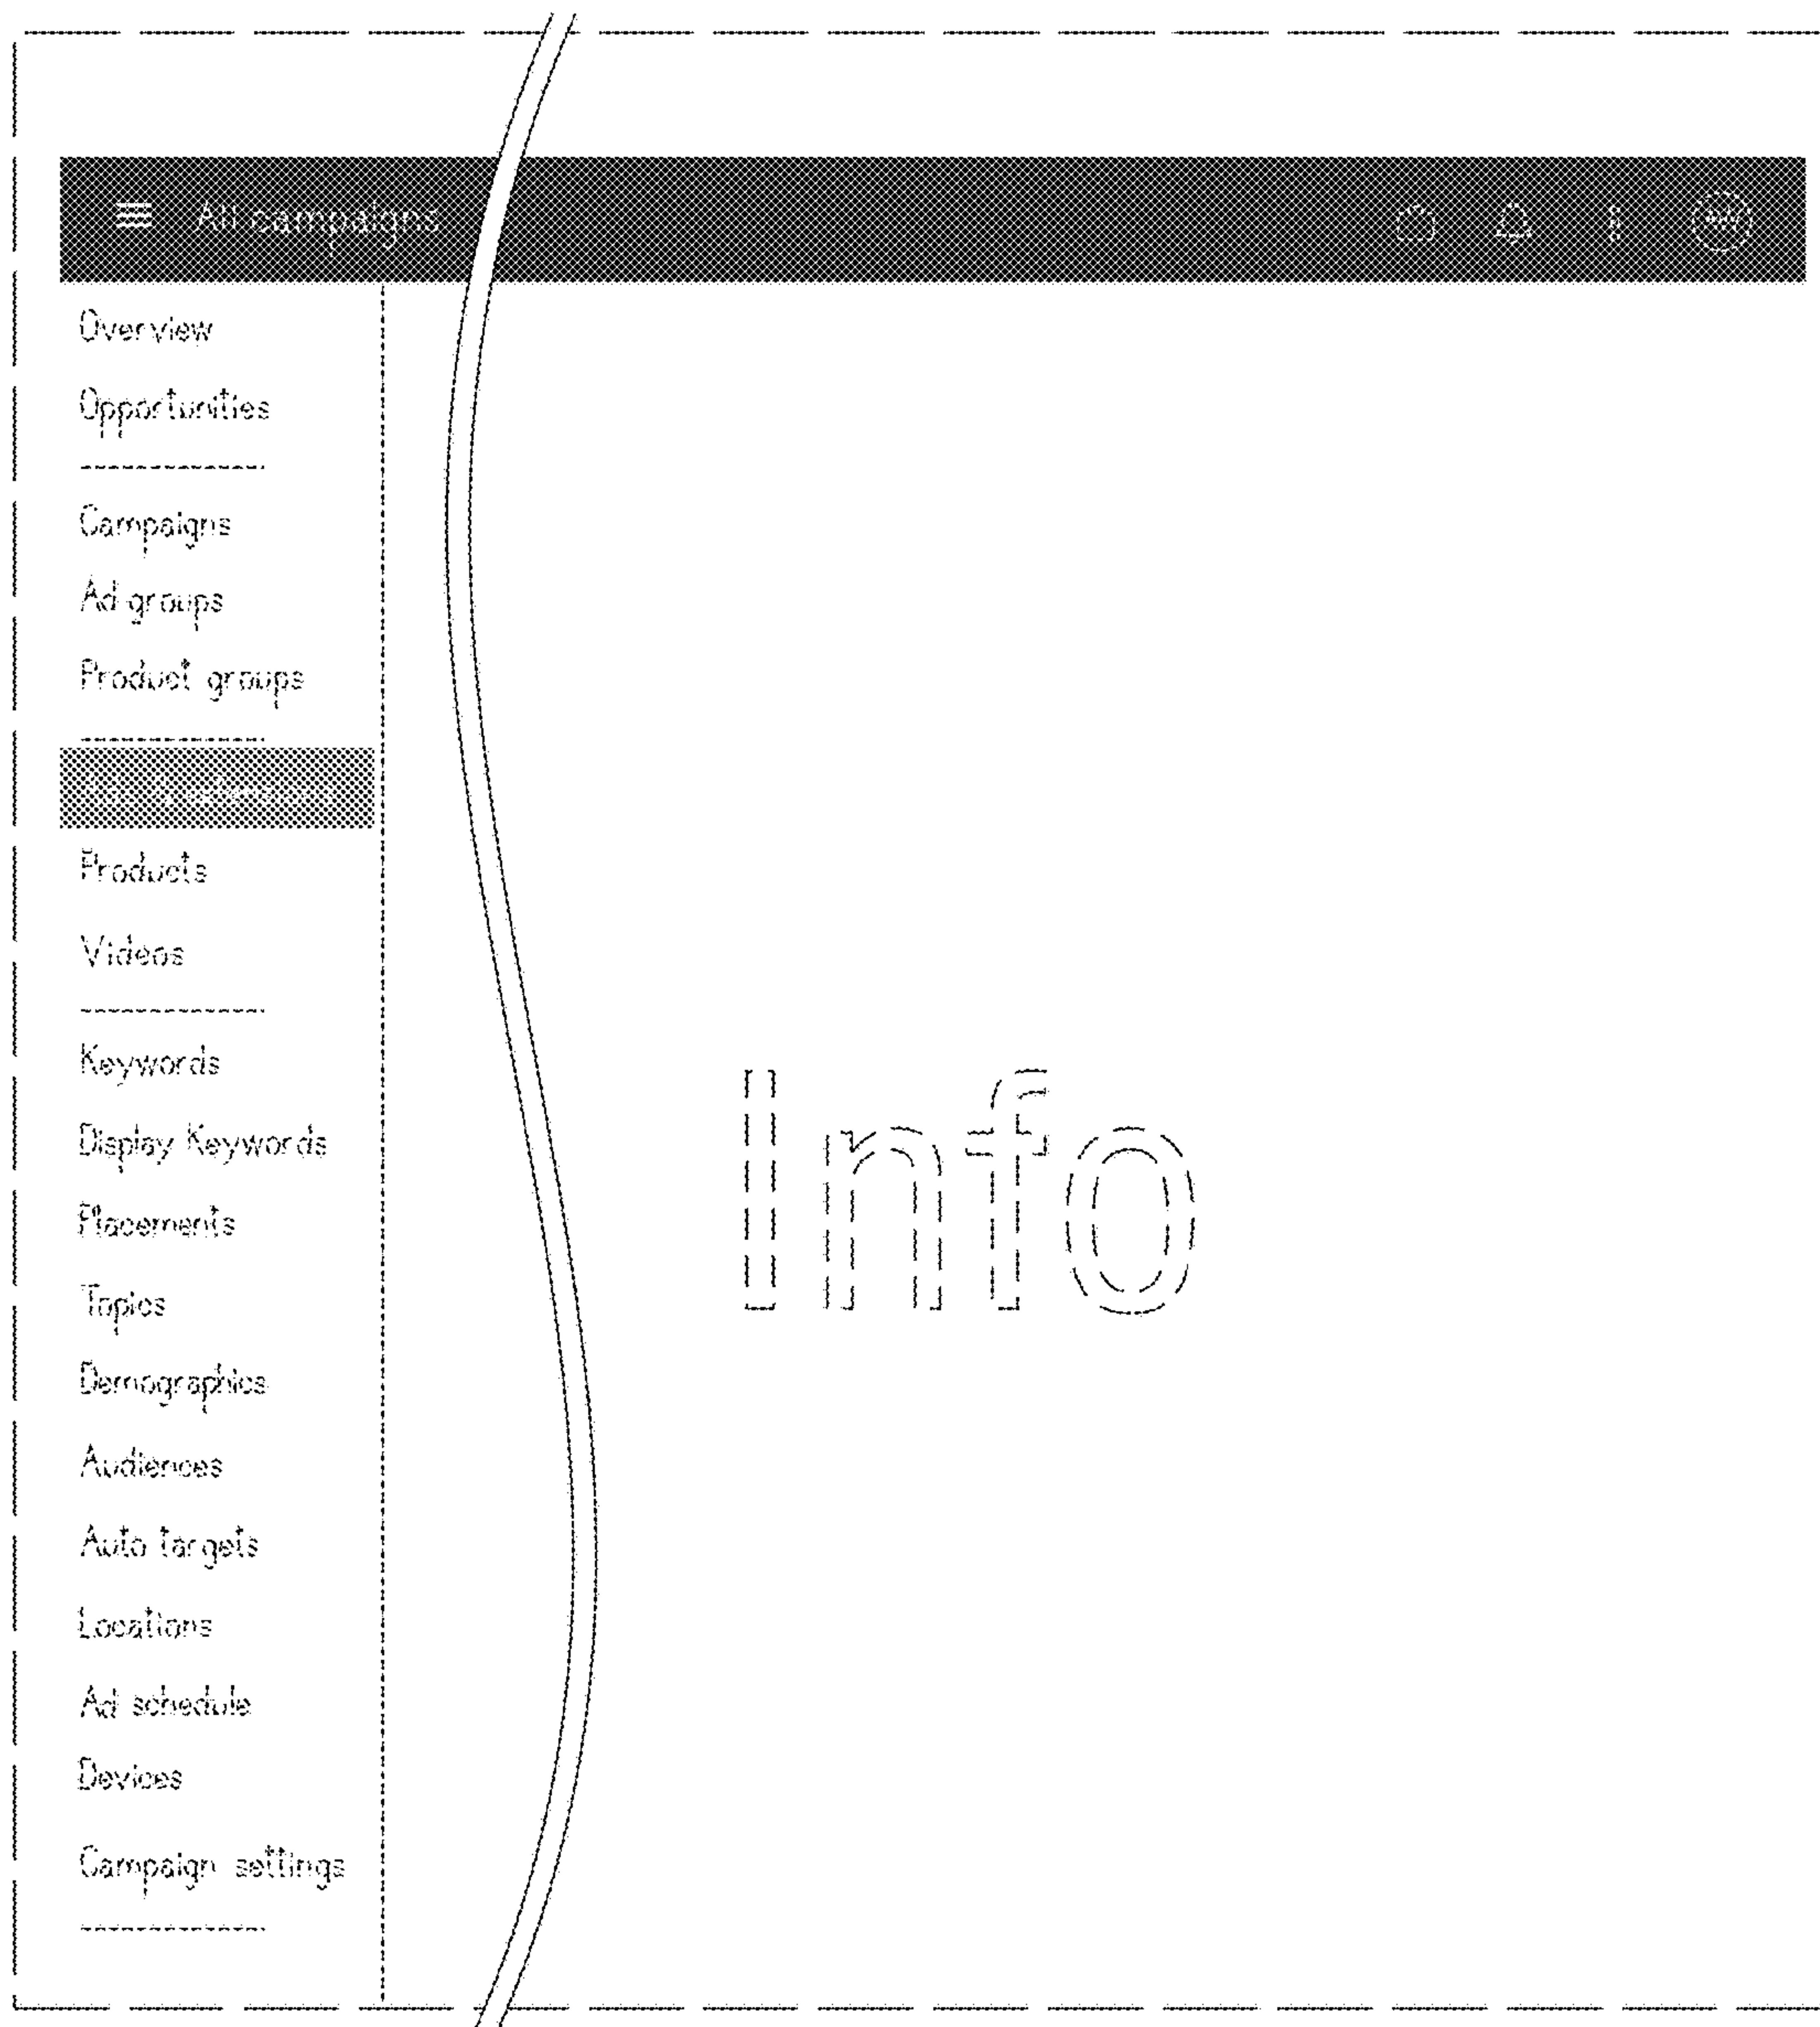 All campaigns
Overview
Opportunities
Campaigns
Ad groups
Product groups
Products
Videos
Keywords
Display Keywords
Placements
Topics
Demographics
Audiences
Auto targets
Locations
Ad schedule
Devices
Campaign settings
Info